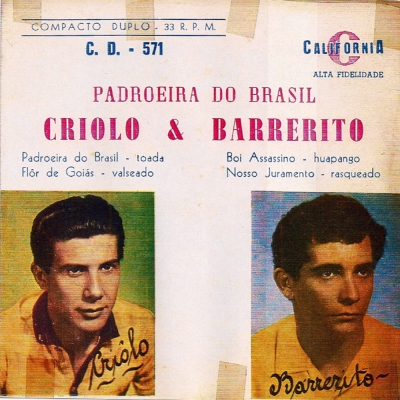 COMPACTO DUPLO - 33 R. P. M.
C. D. - 571
CALIFORNIA
ALTA FIDELIDADE
PADROEIRA DO BRASIL
CRIOLO & BARRERITO
Padroeira do Brasil - toada
Flôr de Goiás - valseado
Boi Assassino - huapango
Nosso Juramento - rasqueado
Criôlo
Barrerito